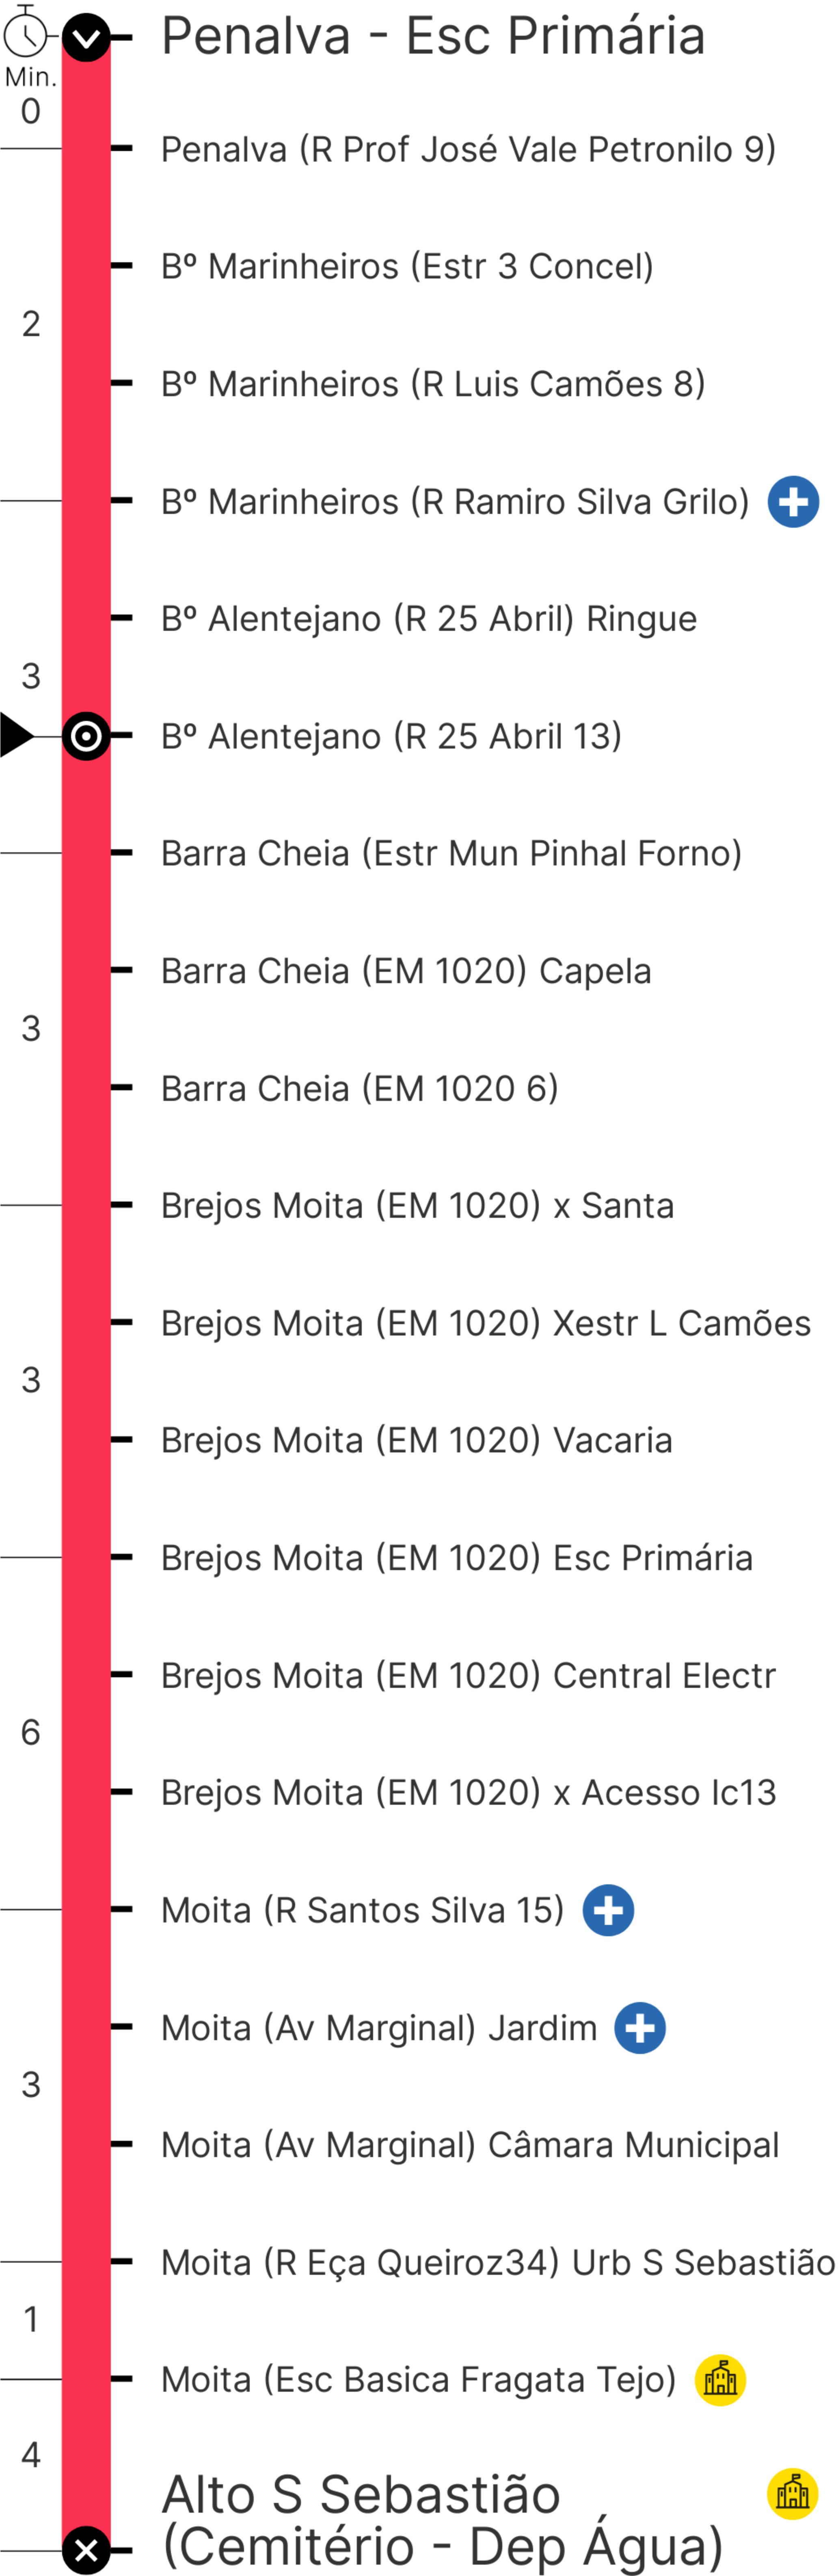 Penalva - Esc Primária
Min.
0
Penalva (R Prof José Vale Petronilo 9)
Bº Marinheiros (Estr 3 Concel)
2
Bº Marinheiros (R Luis Camões 8)
Bº Marinheiros (R Ramiro Silva Grilo)
Bº Alentejano (R 25 Abril) Ringue
3
Bº Alentejano (R 25 Abril 13)
Barra Cheia (Estr Mun Pinhal Forno)
Barra Cheia (EM 1020) Capela
3
Barra Cheia (EM 1020 6)
Brejos Moita (EM 1020) x Santa
Brejos Moita (EM 1020) Xestr L Camões
3
Brejos Moita (EM 1020) Vacaria
Brejos Moita (EM 1020) Esc Primária
Brejos Moita (EM 1020) Central Electr
6
Brejos Moita (EM 1020) x Acesso Ic13
Moita (R Santos Silva 15)
Moita (Av Marginal) Jardim
3
Moita (Av Marginal) Câmara Municipal
Moita (R Eça Queiroz34) Urb S Sebastião
1
Moita (Esc Basica Fragata Tejo)
4
Alto S Sebastião
(Cemitério - Dep Água)